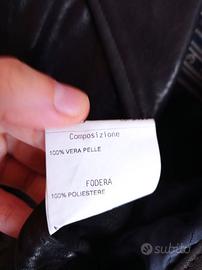 Composizione
100% VERA PELLE
FODERA
100% POLIESTERE
subito